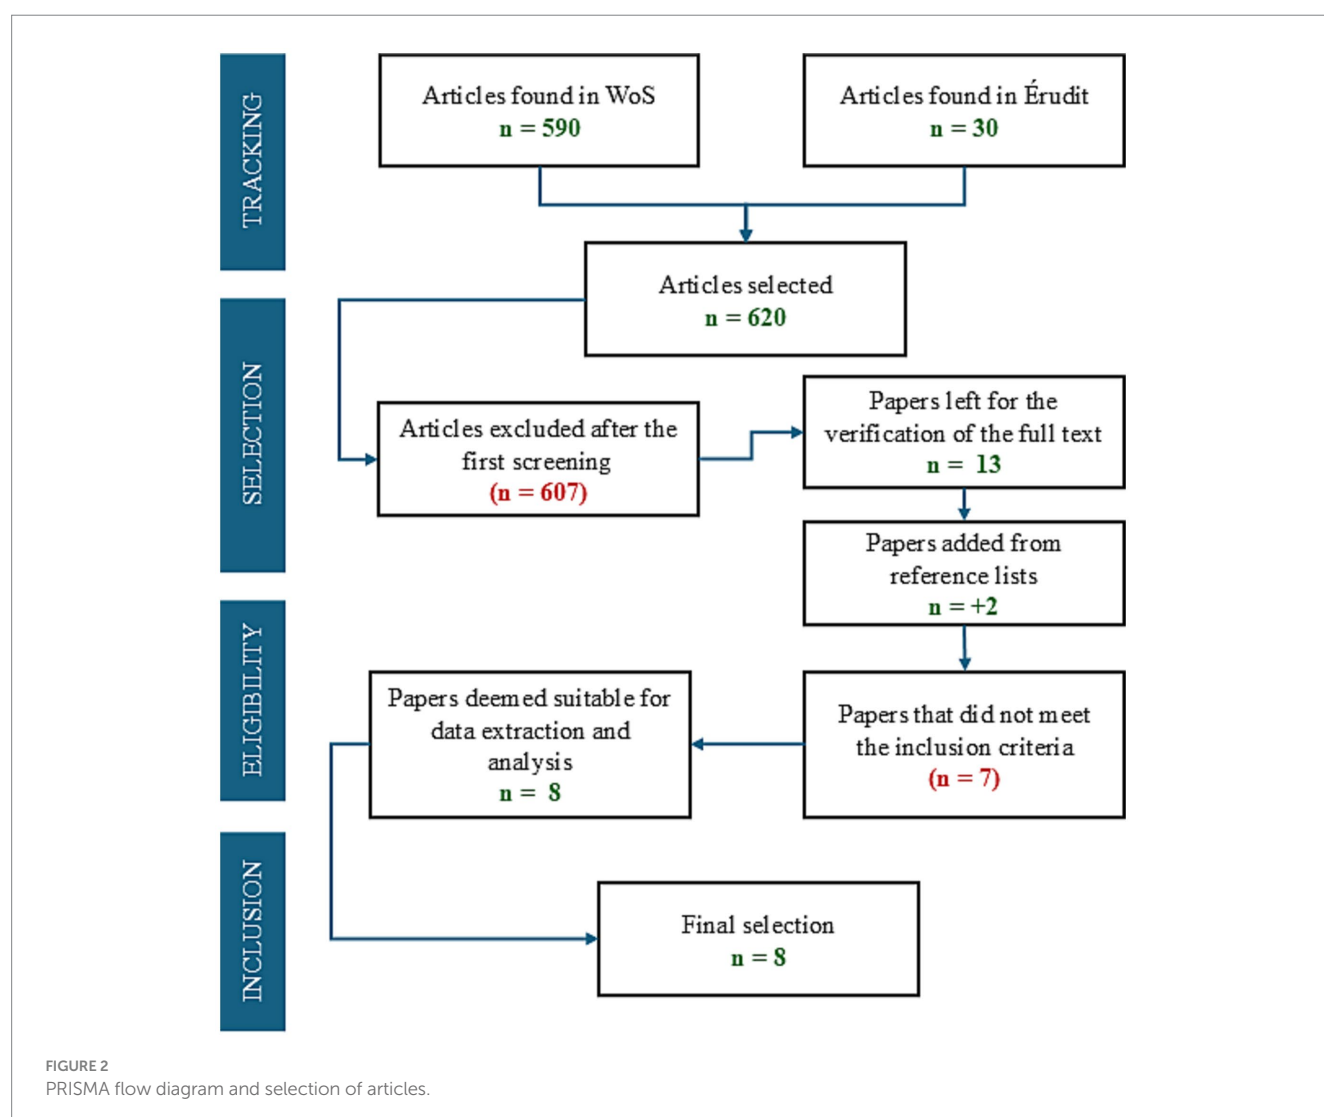 TRACKING
Articles found in WoS
n = 590
Articles found in Érudit
n = 30
Articles selected
n = 620
SELECTION
Articles excluded after the
first screening
(n = 607)
Papers left for the
verification of the full text
n = 13
Papers added from
reference lists
n = +2
ELIGIBILITY
Papers deemed suitable for
data extraction and
analysis
n = 8
Papers that did not meet
the inclusion criteria
(n = 7)
INCLUSION
Final selection
n = 8
FIGURE 2
PRISMA flow diagram and selection of articles.